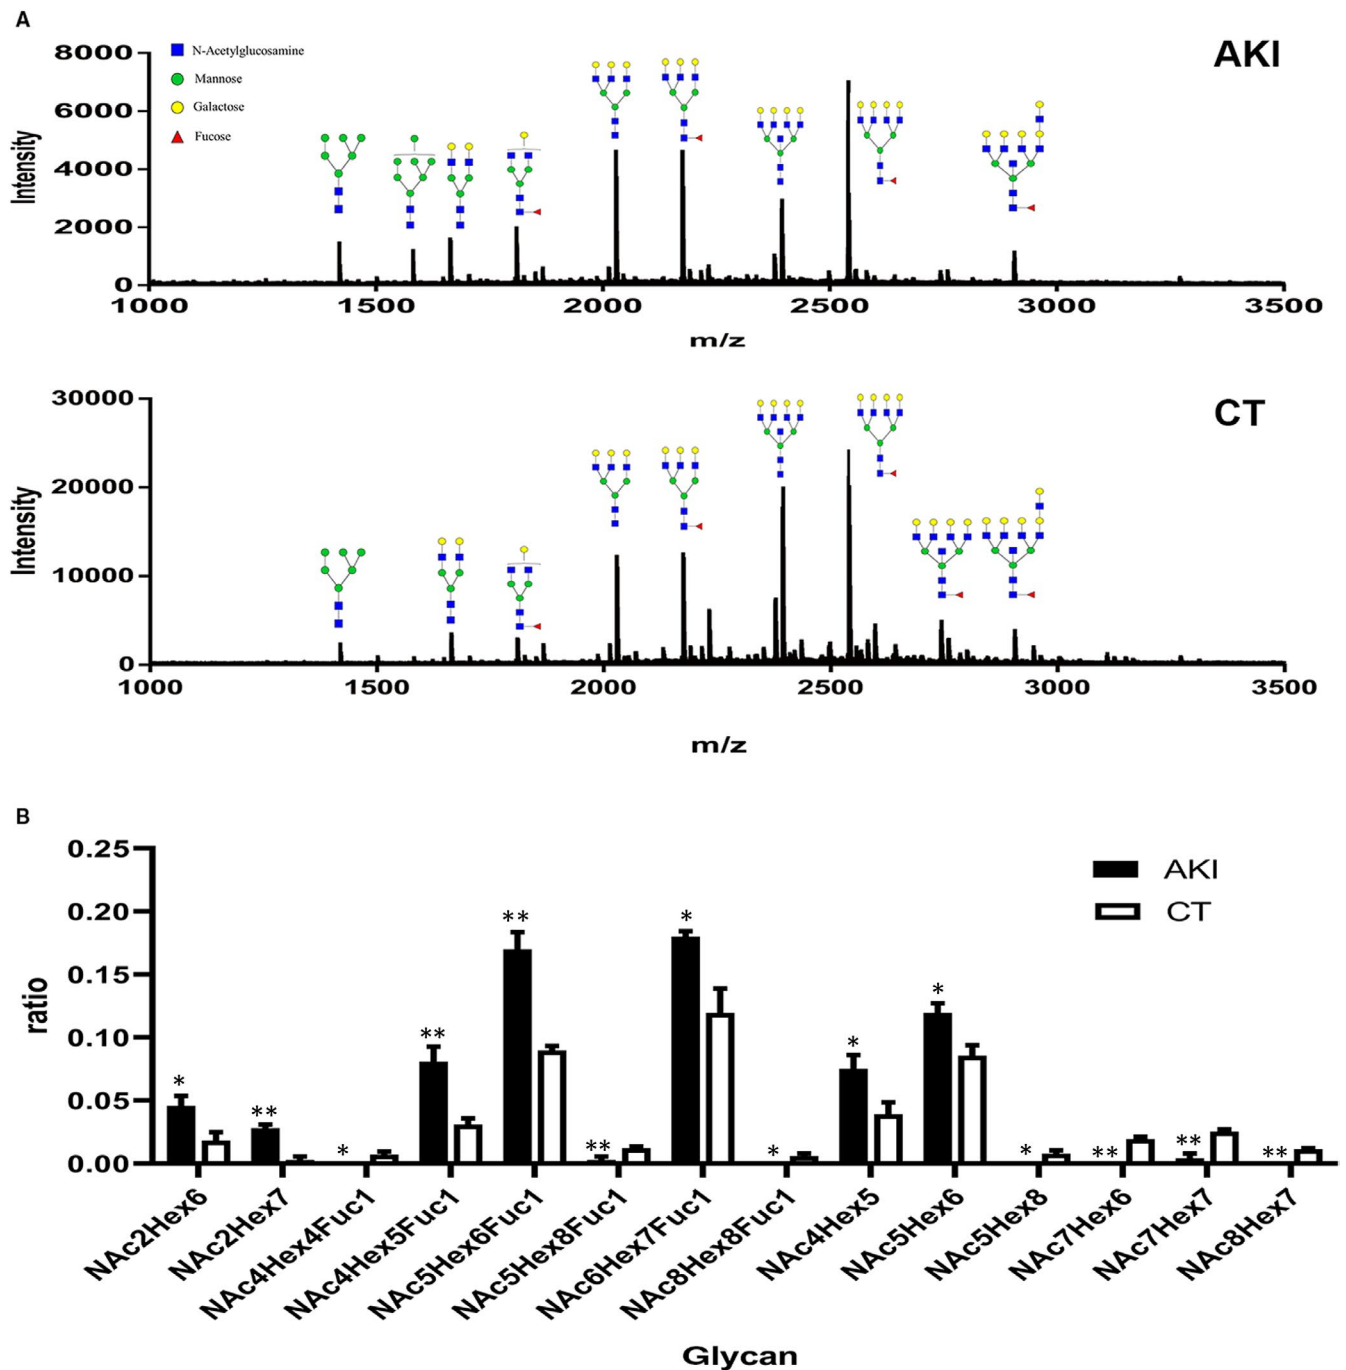 A
AKI
8000
6000
4000
2000
0
Intensity
N-Acetylglucosamine
Mannose
Galactose
Fucose
1000 1500 2000 2500 3000 3500
m/z
CT
30000
20000
10000
0
Intensity
1000 1500 2000 2500 3000 3500
m/z
B
0.25
0.20
0.15
0.10
0.05
0.00
ratio
AKI
CT
* ** * ** ** ** * * * * * ** ** **
NAc2Hex6
NAc2Hex7
NAc4Hex4Fuc1
NAc4Hex5Fuc1
NAc5Hex6Fuc1
NAc5Hex8Fuc1
NAc6Hex7Fuc1
NAc8Hex8Fuc1
NAc4Hex5
NAc5Hex6
NAc5Hex8
NAc7Hex6
NAc7Hex7
NAc8Hex7
Glycan